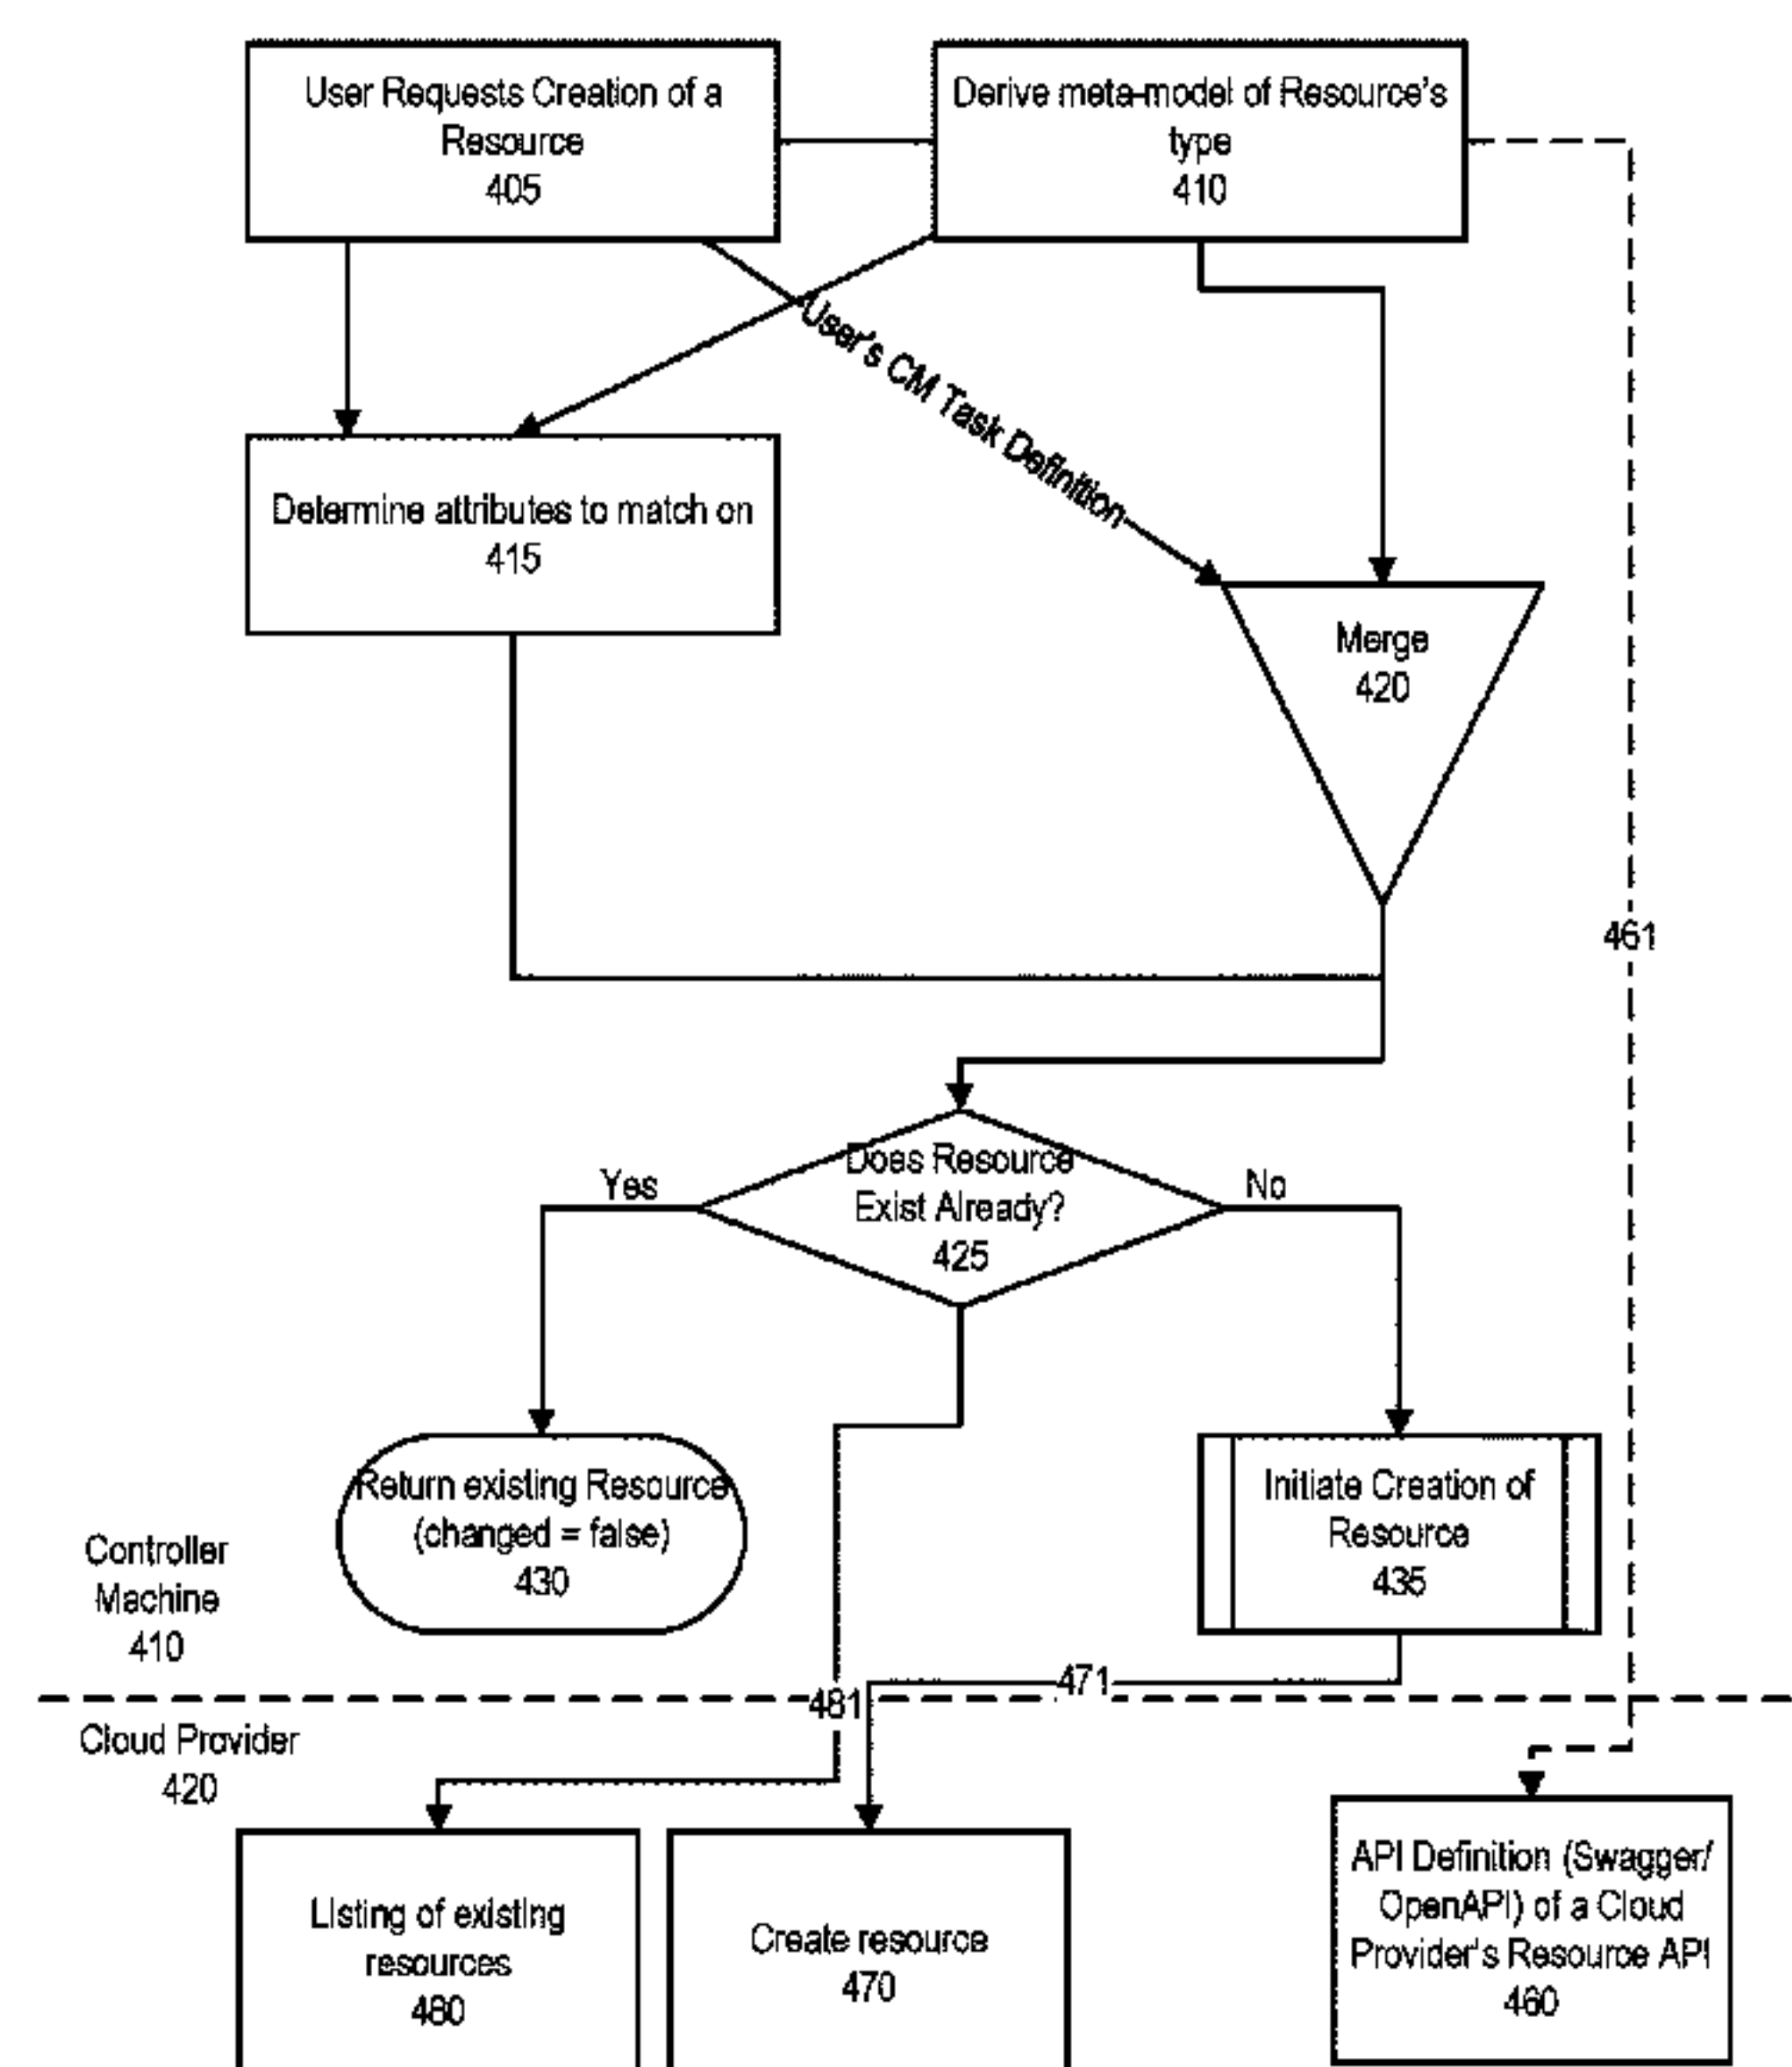 User Requests Creation of a
Resource
405
Derive meta-model of Resource's
type
410
User's CM Task Definition
Determine attributes to match on
415
Merge
420
461
Does Resource
Exist Already?
425
Yes
No
Return existing Resource
(changed = false)
430
Initiate Creation of
Resource
435
Controller
Machine
410
471
481
Cloud Provider
420
Listing of existing
resources
480
Create resource
470
API Definition (Swagger/
OpenAPI) of a Cloud
Provider's Resource API
460